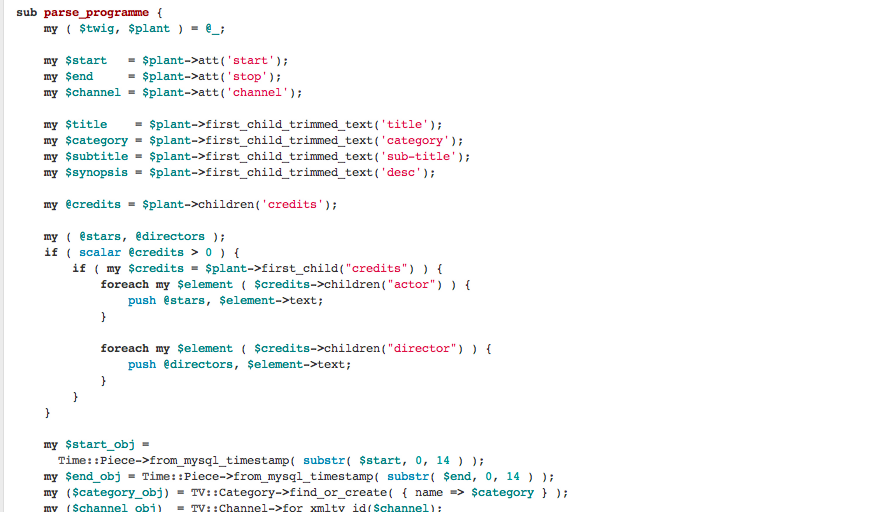 sub parse_programme {
my ( $twig, $plant ) = @_;
my $start = $plant->att('start');
my $end = $plant->att('stop');
my $channel = $plant->att('channel');
my $title = $plant->first_child_trimmed_text('title');
my $category = $plant->first_child_trimmed_text('category');
my $subtitle = $plant->first_child_trimmed_text('sub-title');
my $synopsis = $plant->first_child_trimmed_text('desc');
my @credits = $plant->children('credits');
my ( @stars, @directors );
if ( scalar @credits > 0 ) {
if ( my $credits = $plant->first_child("credits") ) {
foreach my $element ( $credits->children("actor") ) {
push @stars, $element->text;
}
foreach my $element ( $credits->children("director") ) {
push @directors, $element->text;
}
}
}
my $start_obj =
Time::Piece->from_mysql_timestamp( substr( $start, 0, 14 ) );
my $end_obj = Time::Piece->from_mysql_timestamp( substr( $end, 0, 14 ) );
my ($category_obj) = TV::Category->find_or_create( { name => $category } );
my ($channel_obj) = TV::Channel->for_xmltv_id($channel);